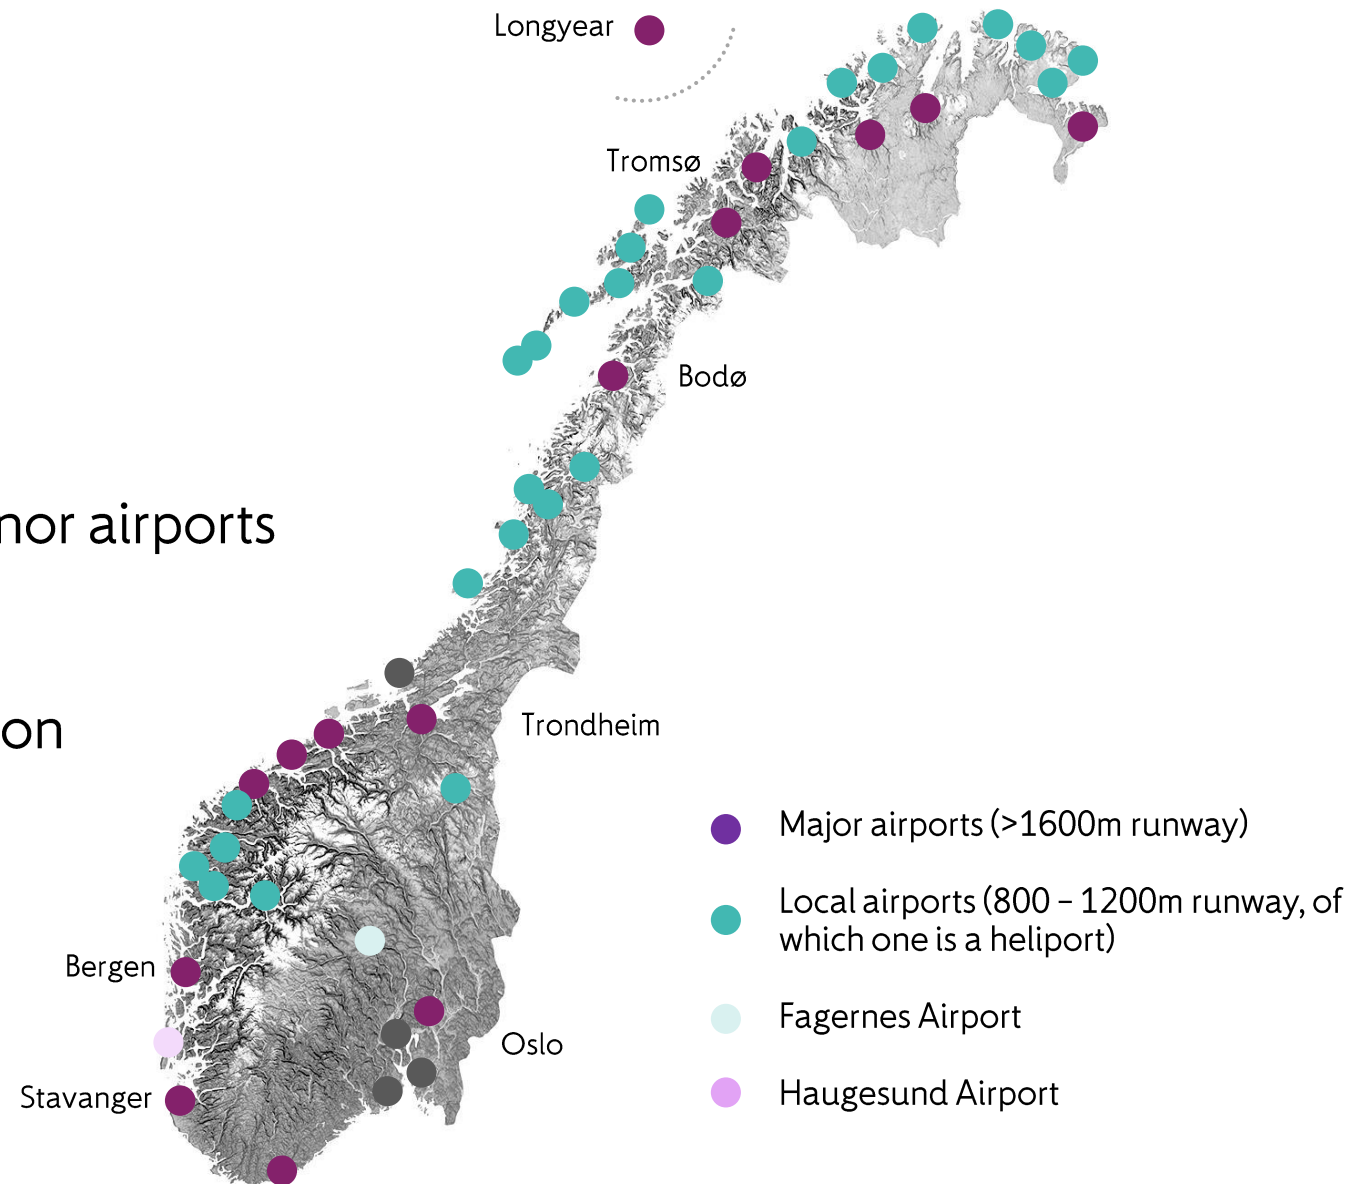 Longyear
Tromsø
Bodø
airports
on
Trondheim
Major airports (>1600m runway)
Local airports (800 – 1200m runway, of
which one is a heliport)
Bergen
Fagernes Airport
Oslo
Haugesund Airport
Stavanger